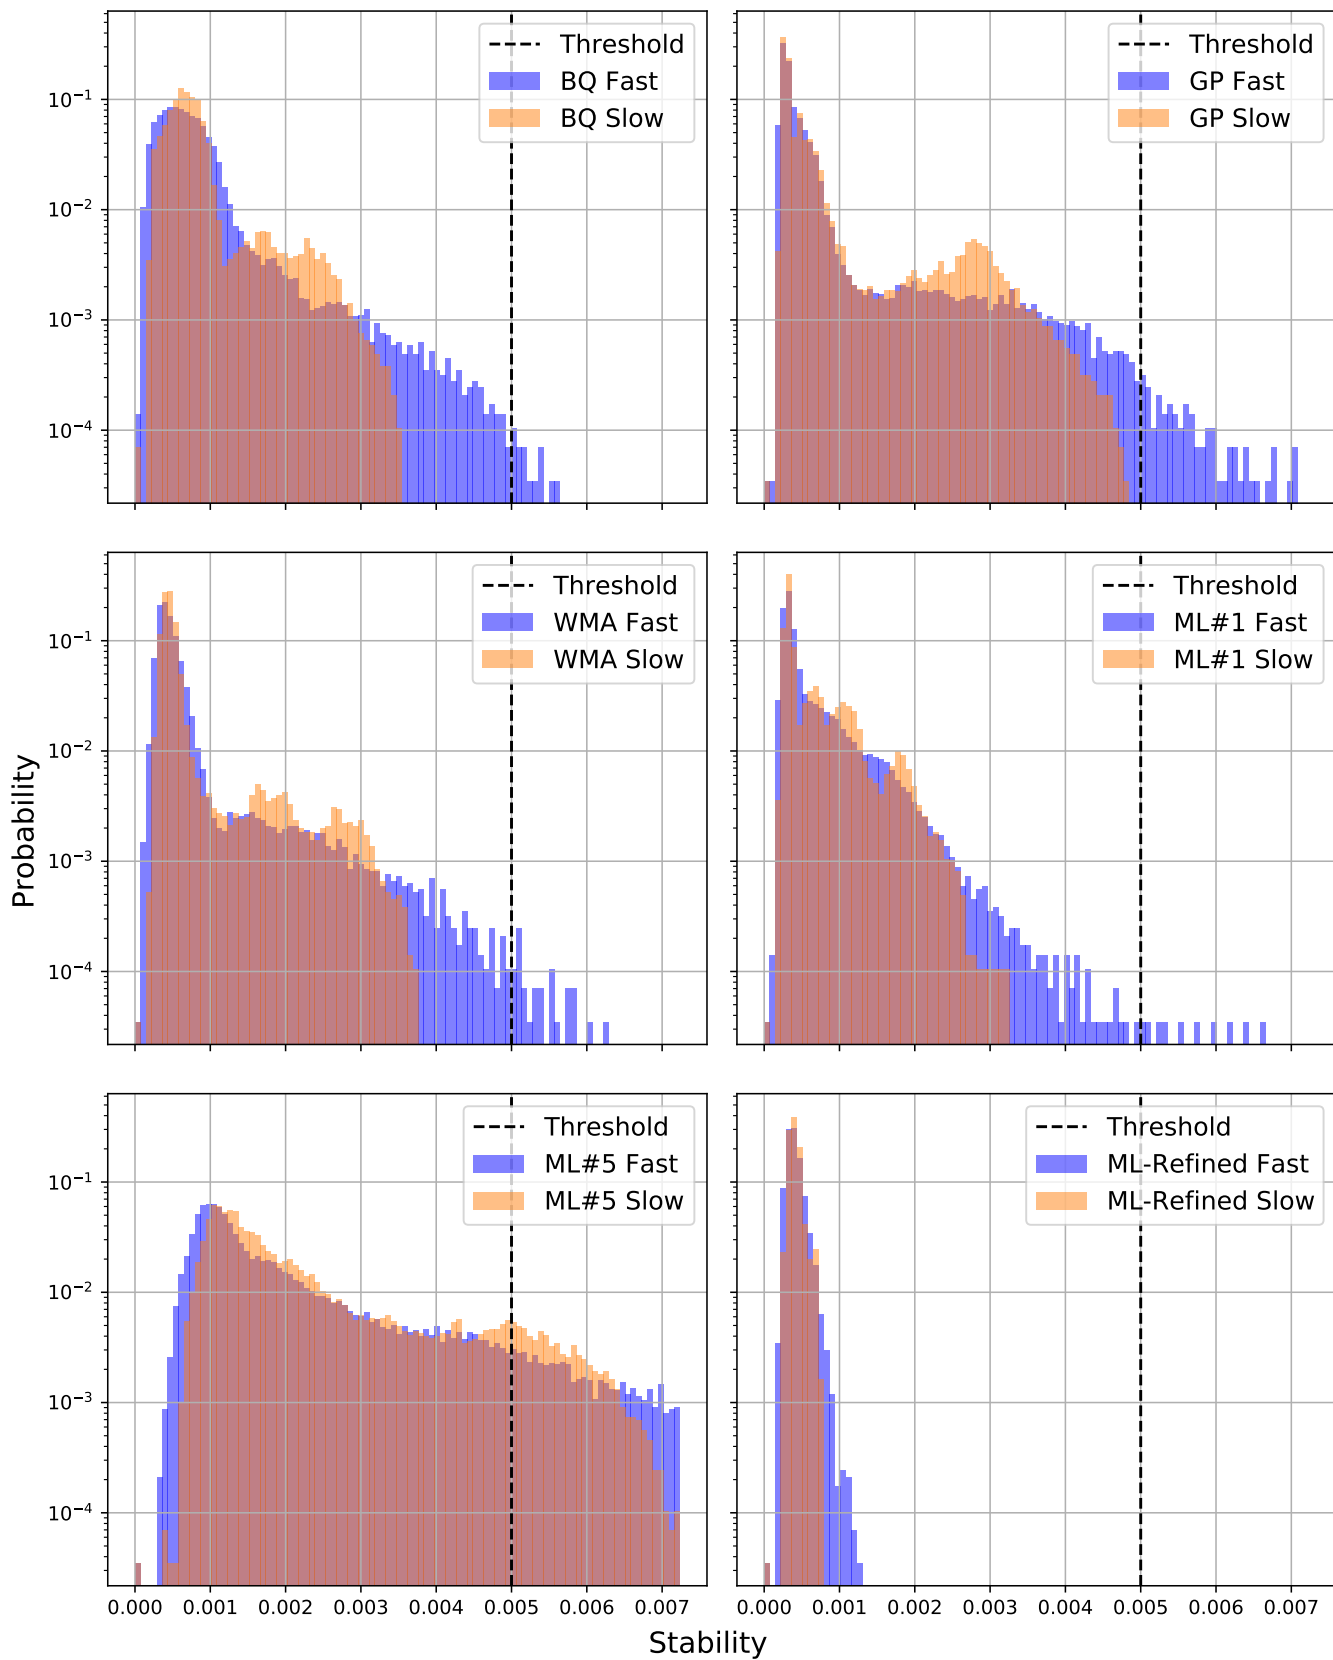 Threshold
BQ Fast
BQ Slow
10⁻¹
10⁻²
10⁻³
10⁻⁴
Threshold
GP Fast
GP Slow
Threshold
WMA Fast
WMA Slow
10⁻¹
10⁻²
10⁻³
10⁻⁴
Threshold
ML#1 Fast
ML#1 Slow
Probability
Threshold
ML#5 Fast
ML#5 Slow
10⁻¹
10⁻²
10⁻³
10⁻⁴
Threshold
ML-Refined Fast
ML-Refined Slow
0.000 0.001 0.002 0.003 0.004 0.005 0.006 0.007
0.000 0.001 0.002 0.003 0.004 0.005 0.006 0.007
Stability